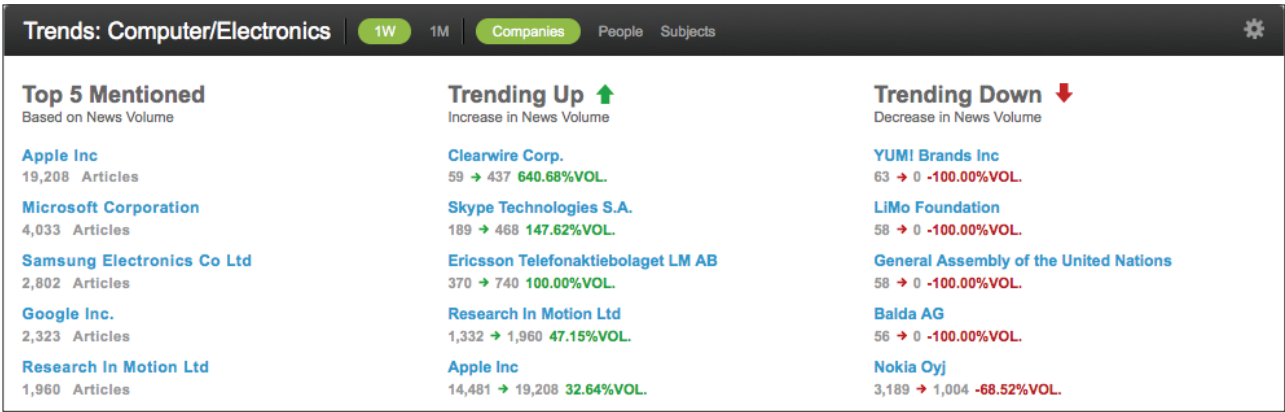 Trends: Computer/Electronics 1W 1M Companies People Subjects
Top 5 Mentioned
Based on News Volume
Apple Inc
19,208 Articles
Microsoft Corporation
4,033 Articles
Samsung Electronics Co Ltd
2,802 Articles
Google Inc.
2,323 Articles
Research In Motion Ltd
1,960 Articles
Trending Up
Increase in News Volume
Clearwire Corp.
59 → 437 640.68%VOL.
Skype Technologies S.A.
189 → 468 147.62%VOL.
Ericsson Telefonaktiebolaget LM AB
370 → 740 100.00%VOL.
Research In Motion Ltd
1,332 → 1,960 47.15%VOL.
Apple Inc
14,481 → 19,208 32.64%VOL.
Trending Down
Decrease in News Volume
YUM! Brands Inc
63 → 0 -100.00%VOL.
LiMo Foundation
58 → 0 -100.00%VOL.
General Assembly of the United Nations
58 → 0 -100.00%VOL.
Balda AG
56 → 0 -100.00%VOL.
Nokia Oyj
3,189 → 1,004 -68.52%VOL.